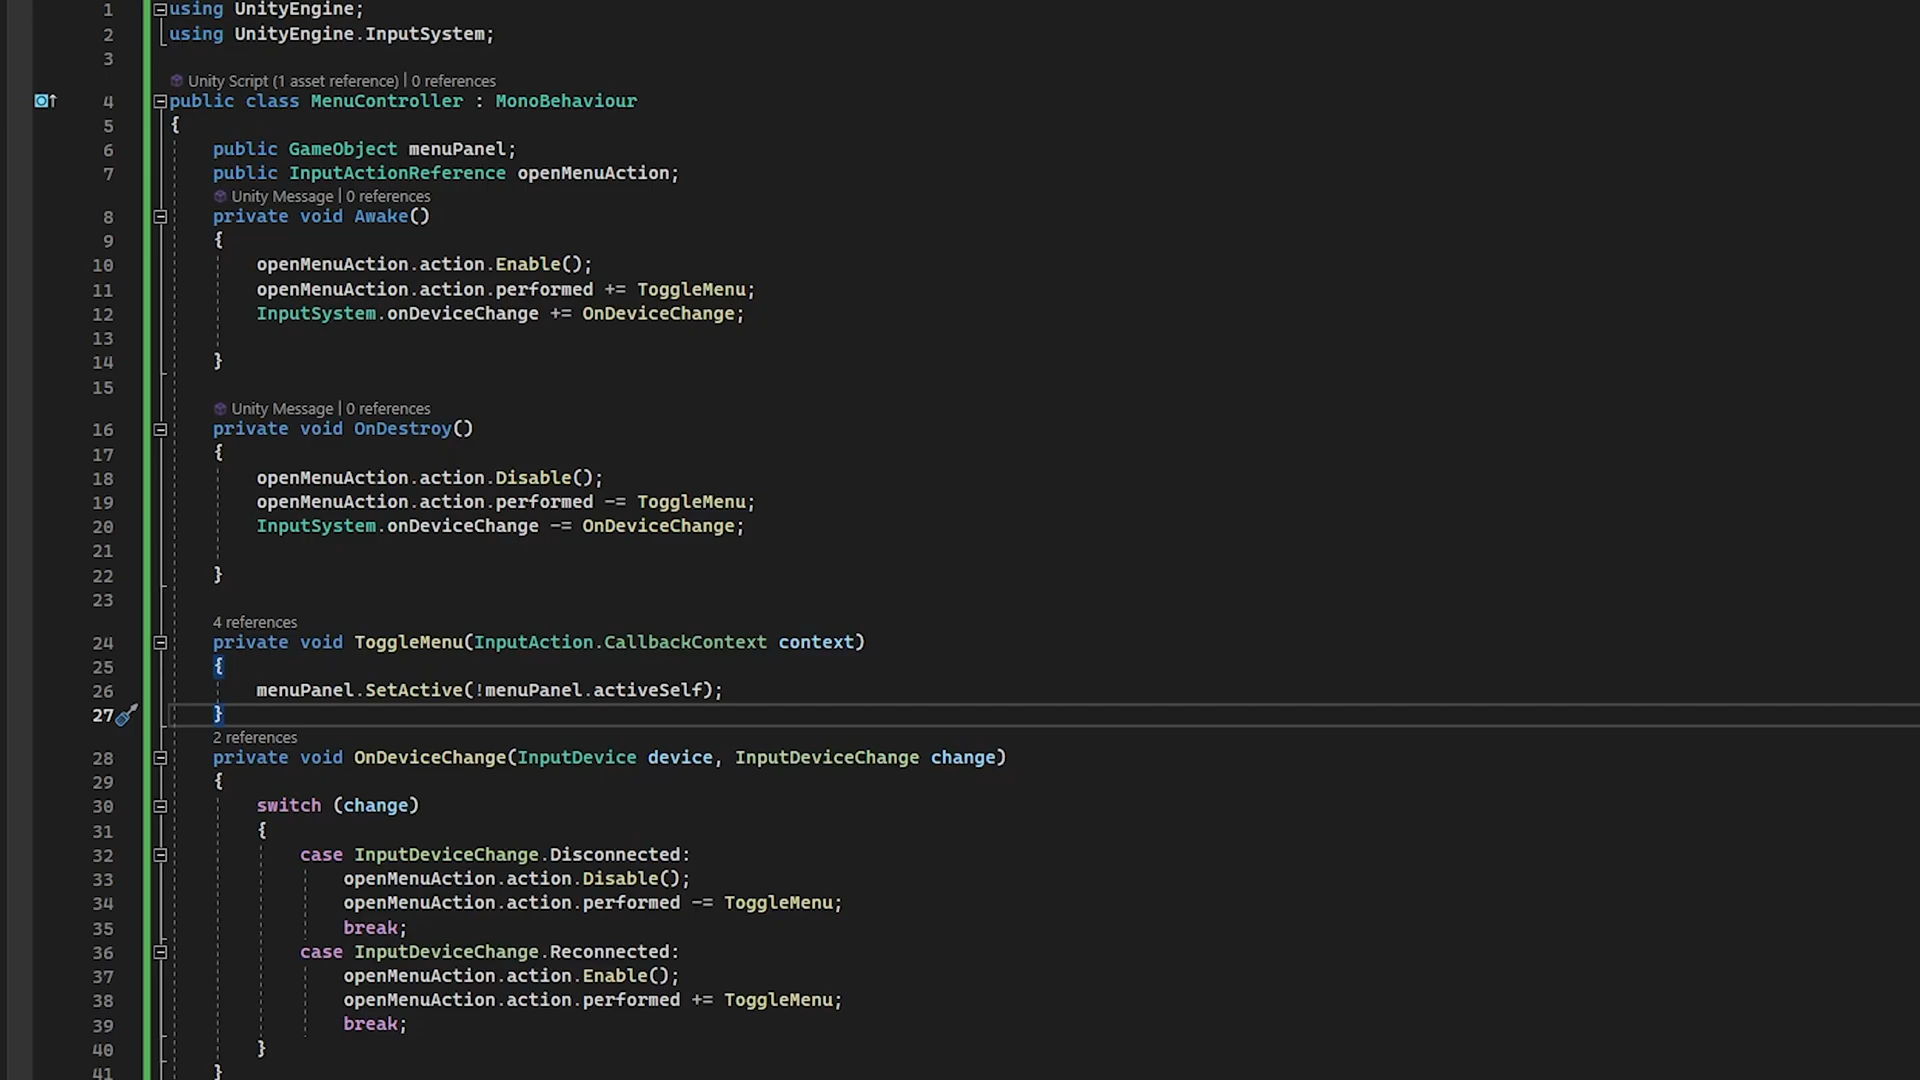 1 using UnityEngine;
2 using UnityEngine.InputSystem;
3
Unity Script (1 asset reference) | 0 references
4 public class MenuController : MonoBehaviour
5 {
6 public GameObject menuPanel;
7 public InputActionReference openMenuAction;
Unity Message | 0 references
8 private void Awake()
9 {
10 openMenuAction.action.Enable();
11 openMenuAction.action.performed += ToggleMenu;
12 InputSystem.onDeviceChange += OnDeviceChange;
13
14 }
15
Unity Message | 0 references
16 private void OnDestroy()
17 {
18 openMenuAction.action.Disable();
19 openMenuAction.action.performed -= ToggleMenu;
20 InputSystem.onDeviceChange -= OnDeviceChange;
21
22 }
23
4 references
24 private void ToggleMenu(InputAction.CallbackContext context)
25 {
26 menuPanel.SetActive(!menuPanel.activeSelf);
27 }
2 references
28 private void OnDeviceChange(InputDevice device, InputDeviceChange change)
29 {
30 switch (change)
31 {
32 case InputDeviceChange.Disconnected:
33 openMenuAction.action.Disable();
34 openMenuAction.action.performed -= ToggleMenu;
35 break;
36 case InputDeviceChange.Reconnected:
37 openMenuAction.action.Enable();
38 openMenuAction.action.performed += ToggleMenu;
39 break;
40 }
41 }